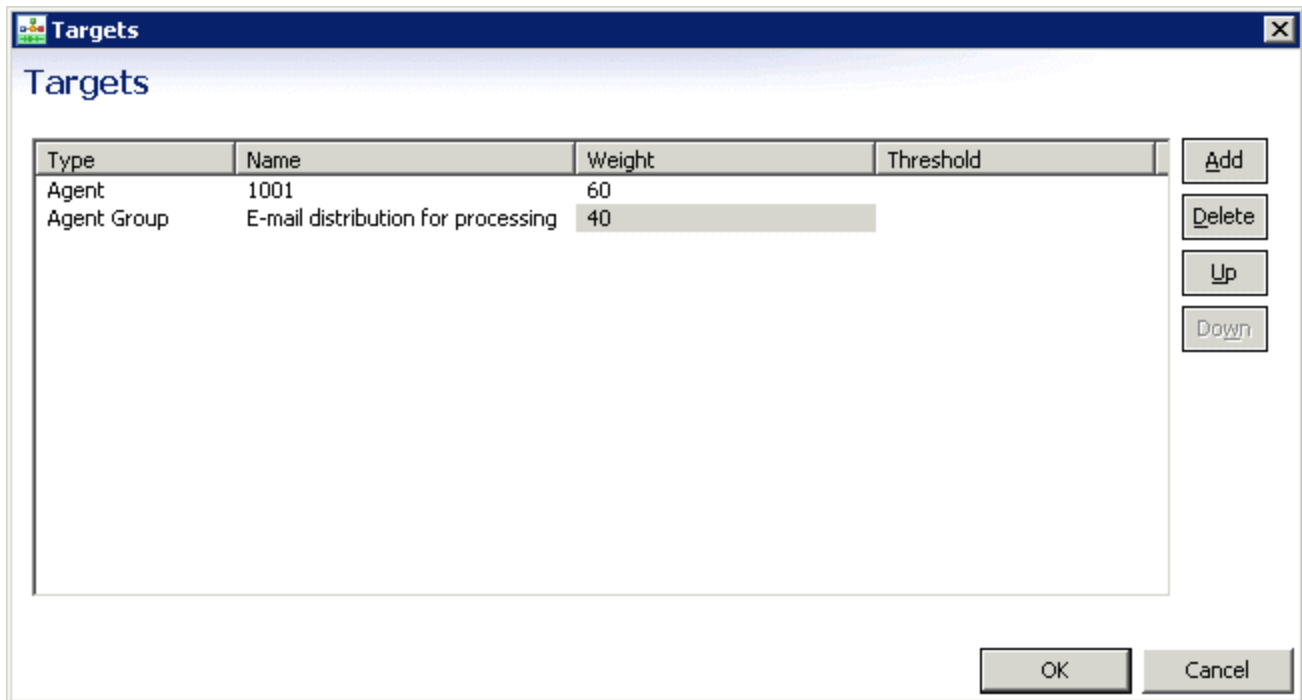 Targets
Targets
Type Name Weight Threshold
Agent 1001 60
Agent Group E-mail distribution for processing 40
Add
Delete
Up
Down
OK Cancel